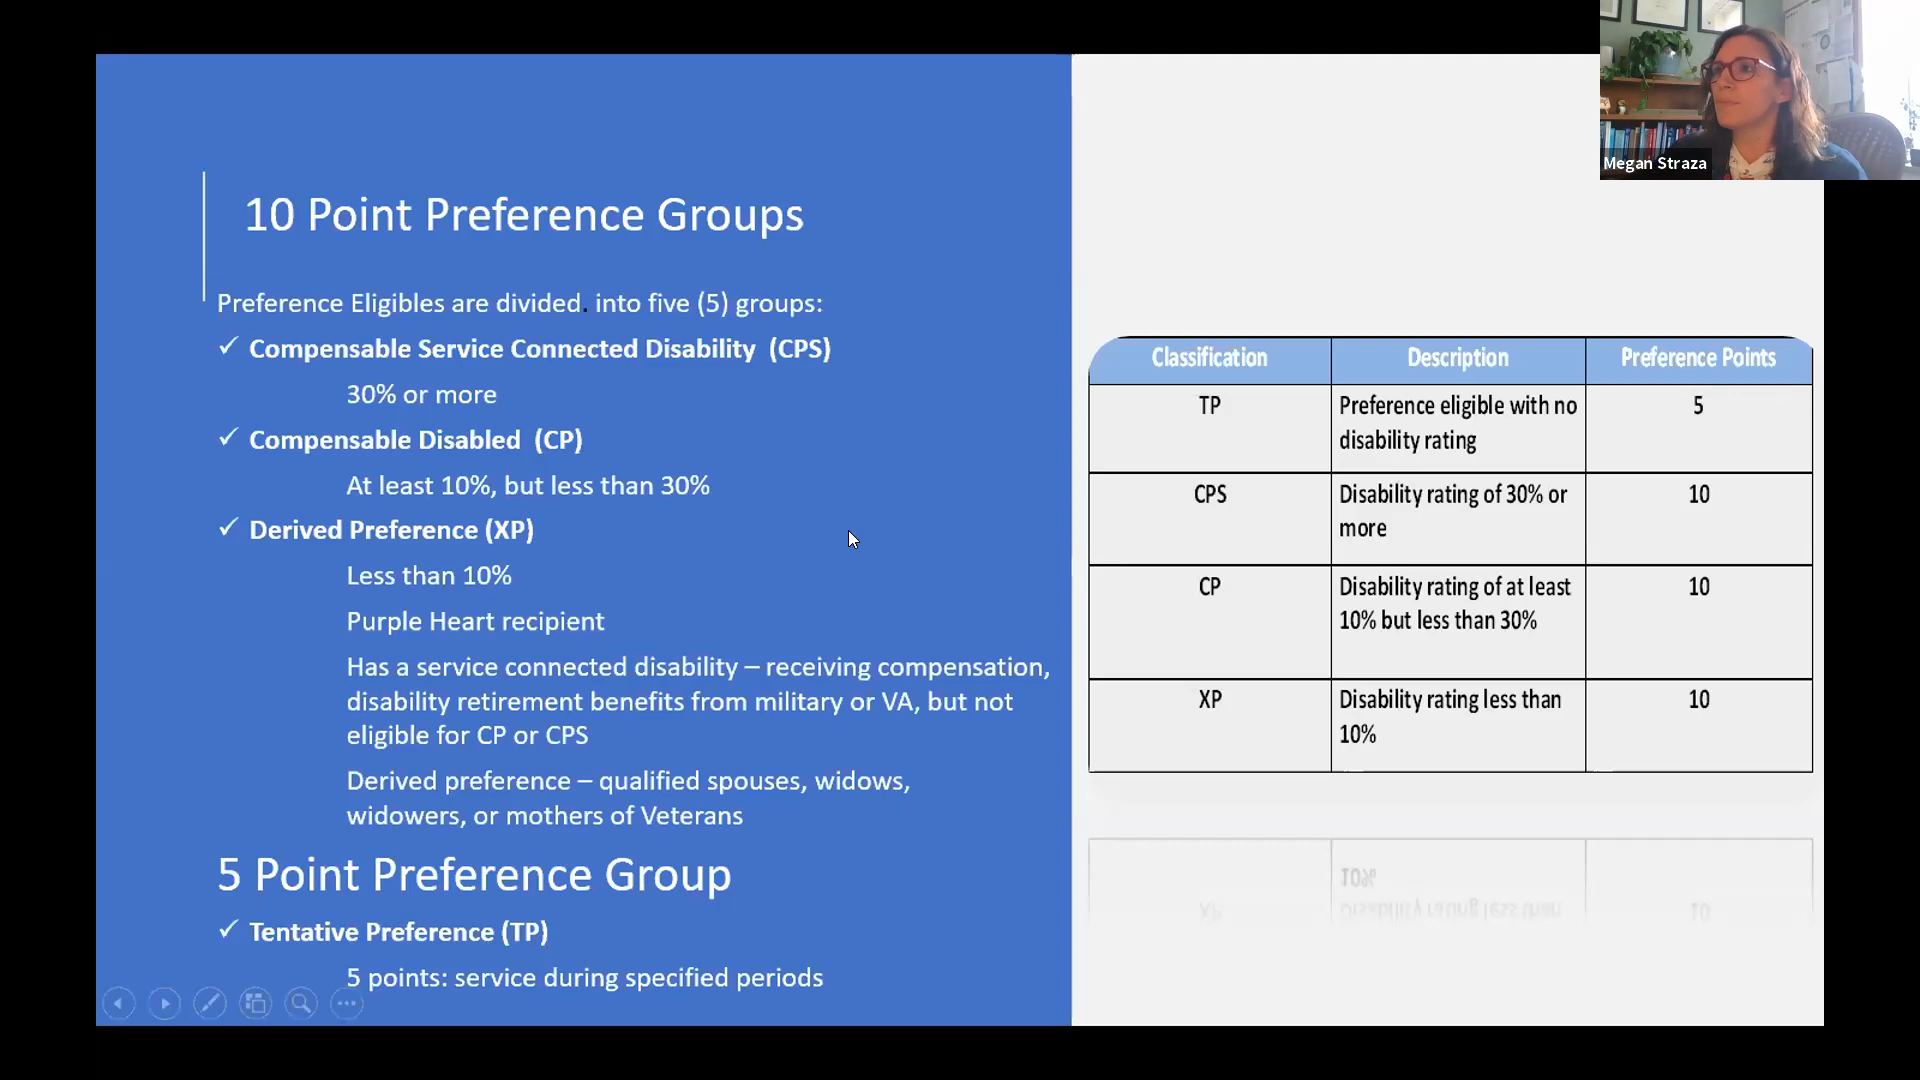 Megan Straza
10 Point Preference Groups
Preference Eligibles are divided. into five (5) groups:
✓ Compensable Service Connected Disability (CPS)
30% or more
✓ Compensable Disabled (CP)
At least 10%, but less than 30%
✓ Derived Preference (XP)
Less than 10%
Purple Heart recipient
Has a service connected disability – receiving compensation,
disability retirement benefits from military or VA, but not
eligible for CP or CPS
Derived preference – qualified spouses, widows,
widowers, or mothers of Veterans
5 Point Preference Group
✓ Tentative Preference (TP)
5 points: service during specified periods
Classification Description Preference Points
TP Preference eligible with no 5
disability rating
CPS Disability rating of 30% or 10
more
CP Disability rating of at least 10
10% but less than 30%
XP Disability rating less than 10
10%